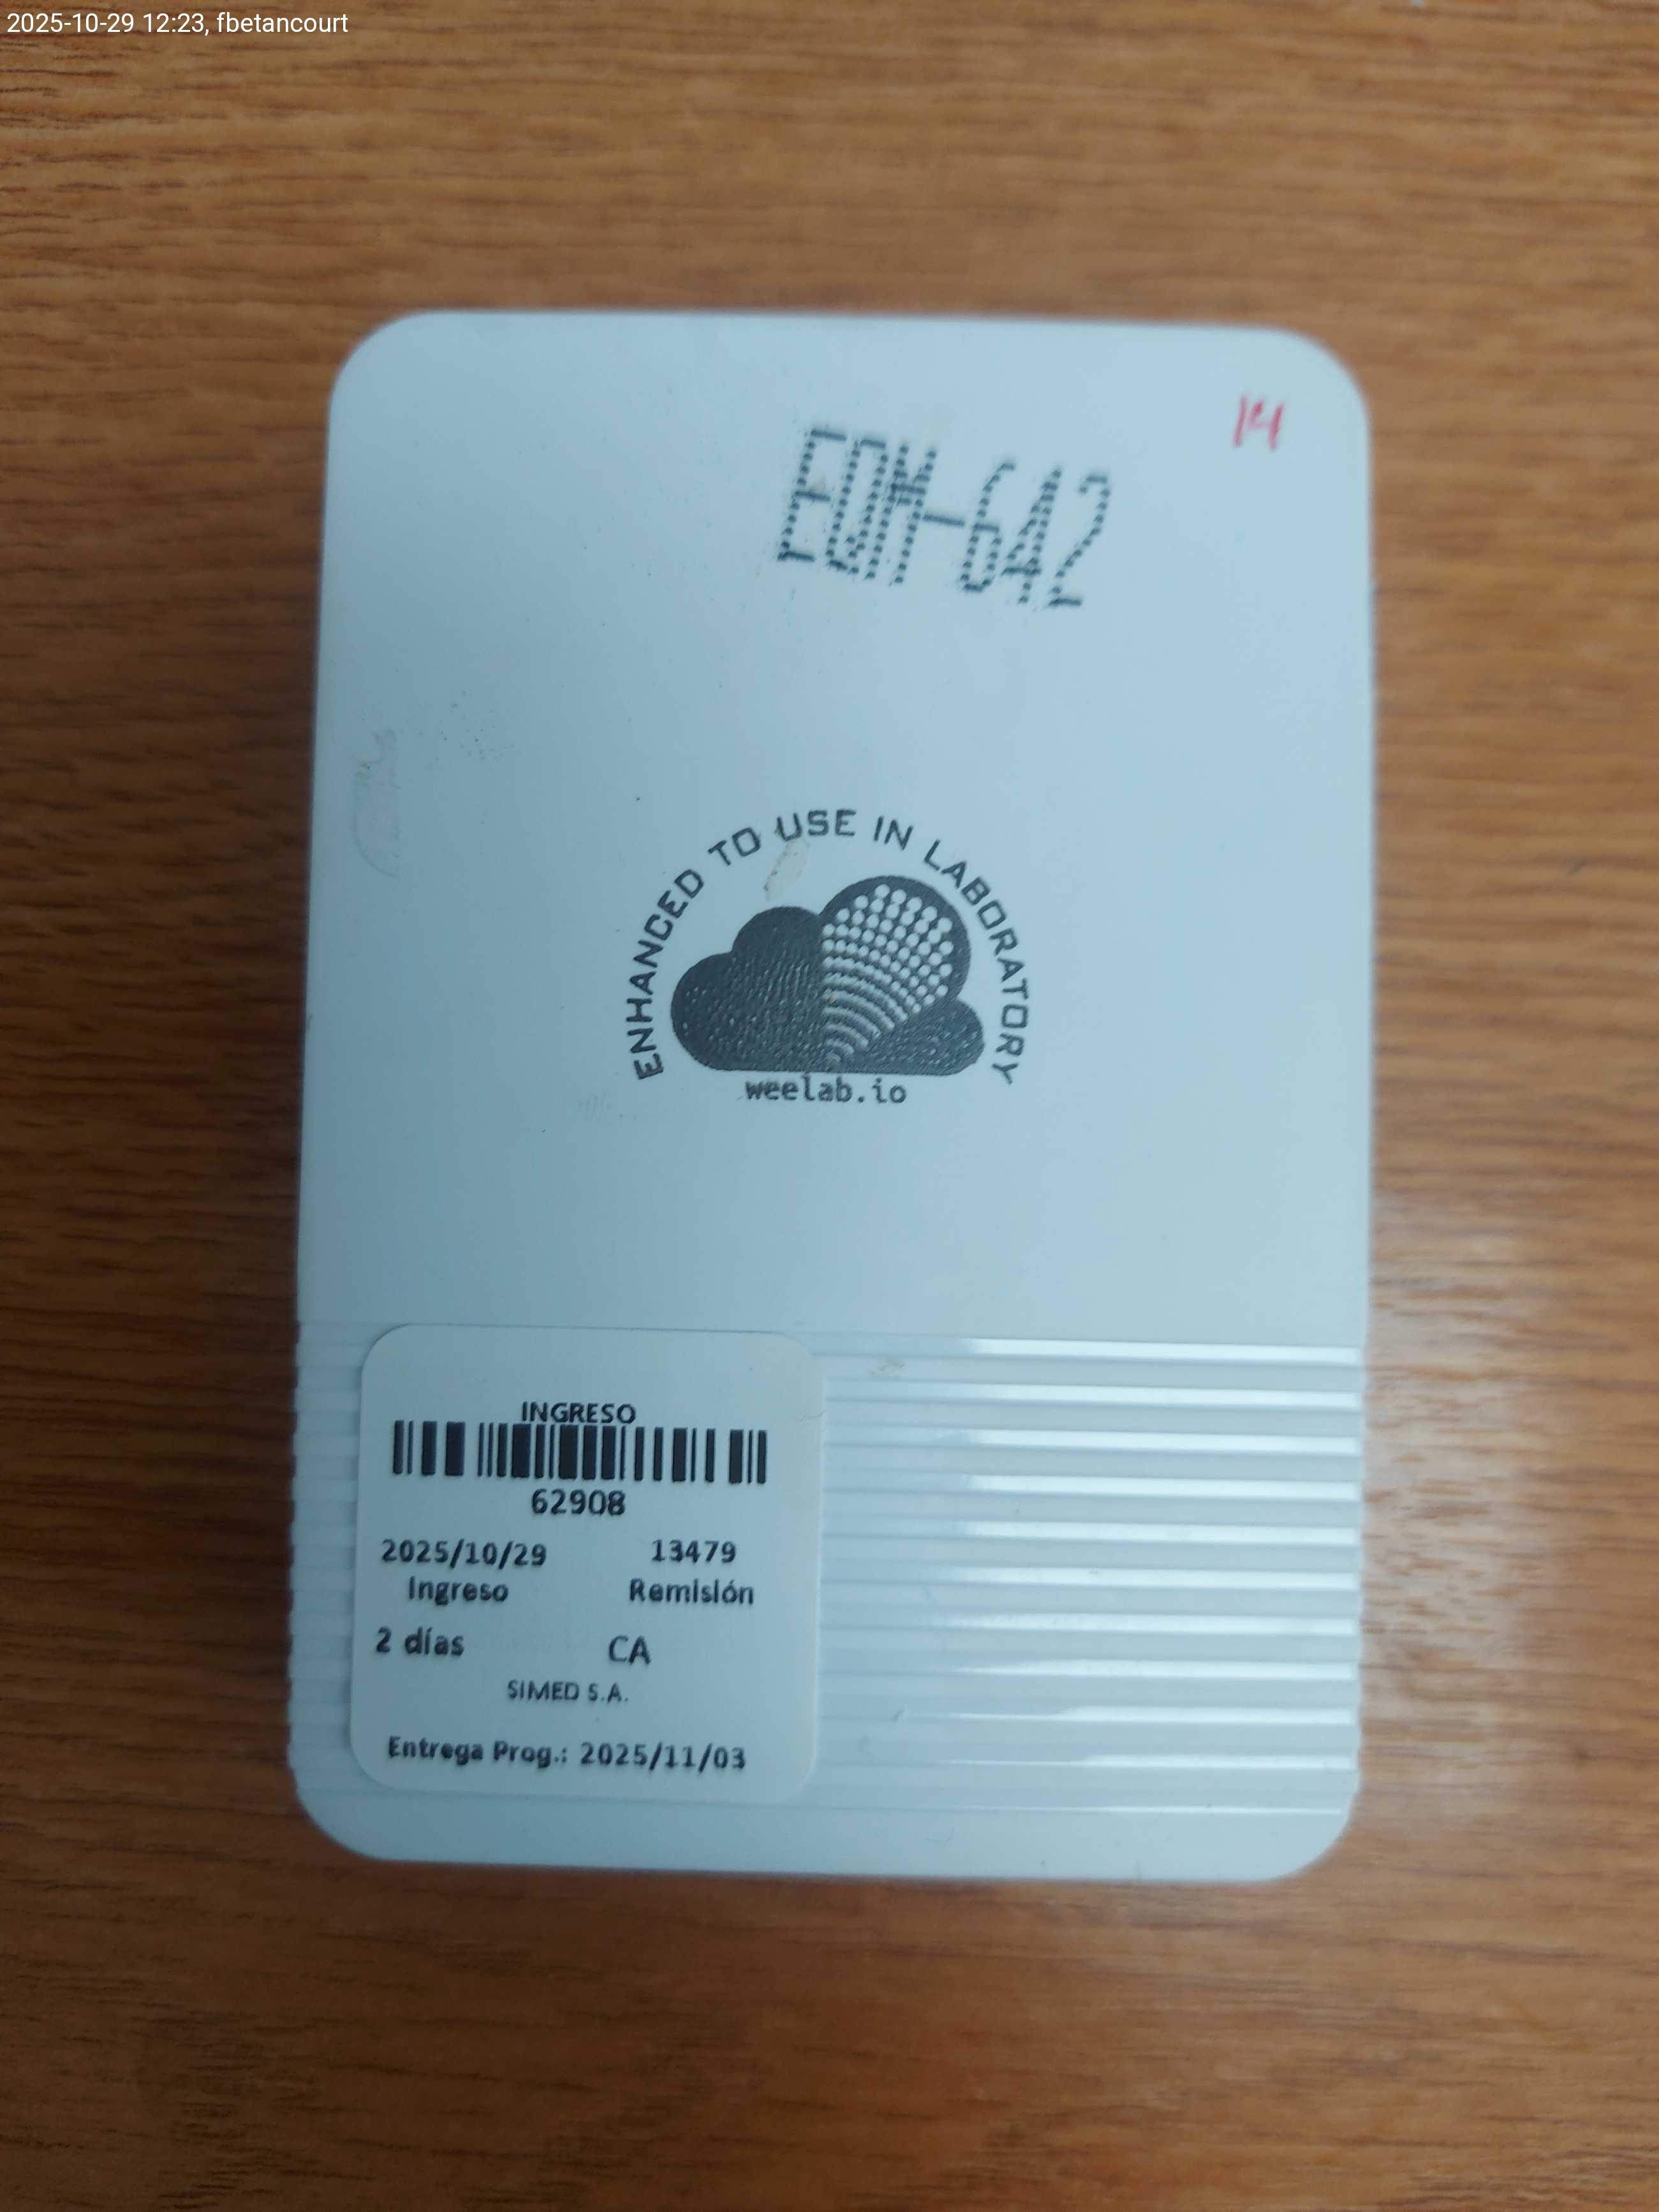 2025-10-29 12:23, fbetancourt
14
EQM-642
ENHANCED TO USE IN LABORATORY
weelab.io
INGRESO
62908
2025/10/29 13479
Ingreso Remisión
2 días CA
SIMED S.A.
Entrega Prog.: 2025/11/03